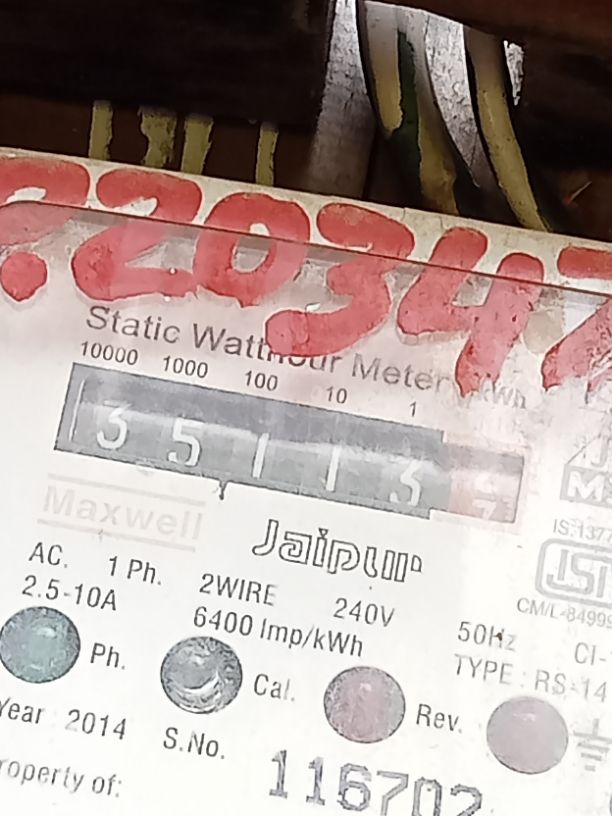 220347
Static Watthour Meter kWh
10000 1000 100 10 1
3 5 1 1 3
Maxwell
Jaipur
AC. 1 Ph. 2WIRE 240V 50Hz
2.5-10A 6400 Imp/kWh TYPE : RS-14
IS:1377
ISI
CM/L-84999
Ph. Cal. Rev.
Year : 2014 S.No. 116702
roperty of: